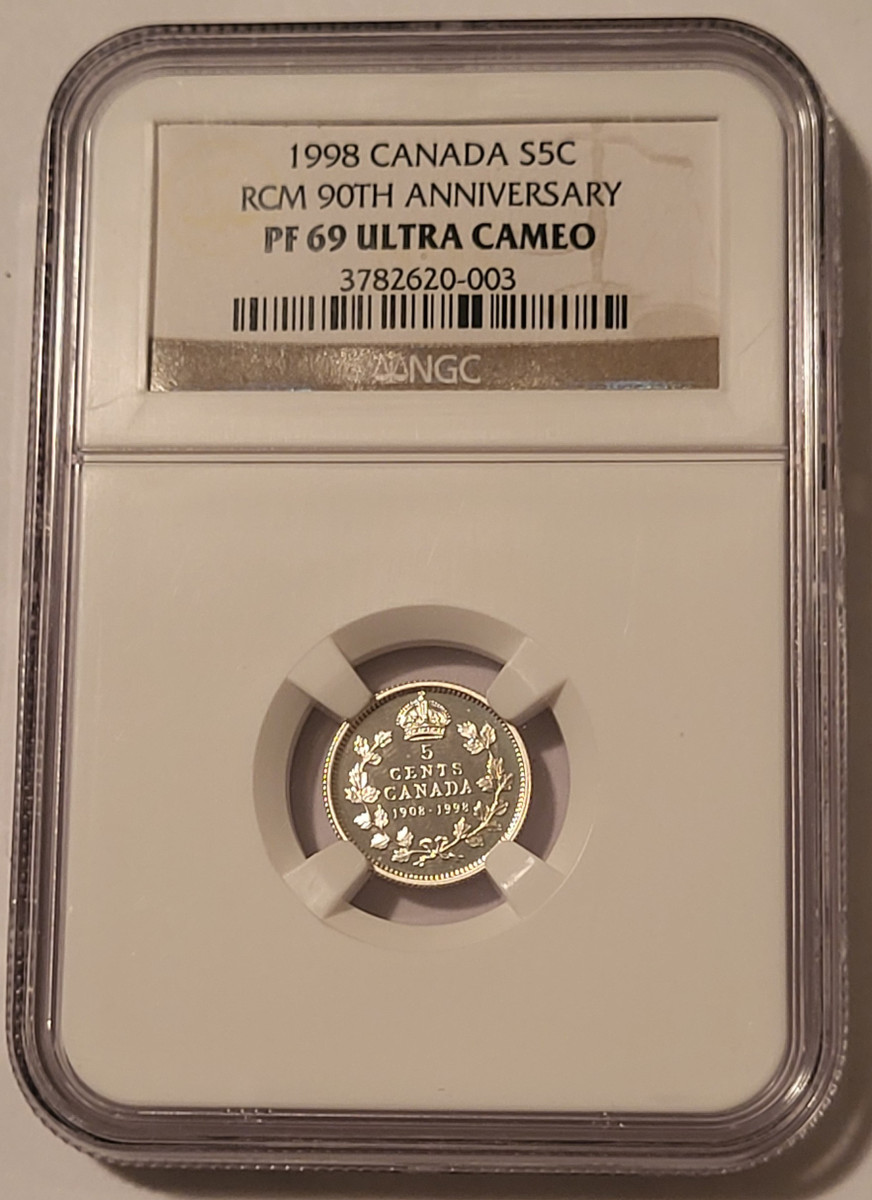 1998 CANADA S5C
RCM 90TH ANNIVERSARY
PF 69 ULTRA CAMEO
3782620-003
NGC
5
CENTS
CANADA
1908-1998